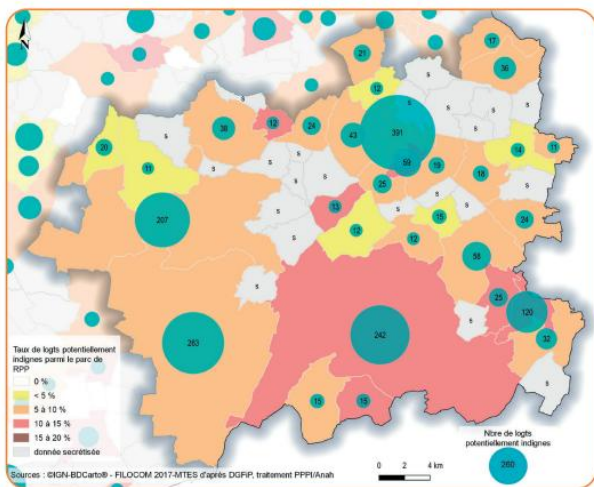 N
21
17
36
12
38
12
24
43
391
s
s
s
s
s
s
s
s
20
11
59
19
14
11
25
18
s
s
s
s
s
s
s
s
13
207
12
15
s
s
s
24
12
58
s
s
25
120
242
s
32
s
15
15
Taux de logts potentiellement
indignes parmi le parc de
RPP
0 %
< 5 %
5 à 10 %
10 à 15 %
15 à 20 %
donnée secrétisée
Nbre de logts
potentiellement indignes
260
0 2 4 km
Sources : ©IGN-BDCarto® - FILOCOM 2017-MTES d'après DGFiP, traitement PPPI/Anah